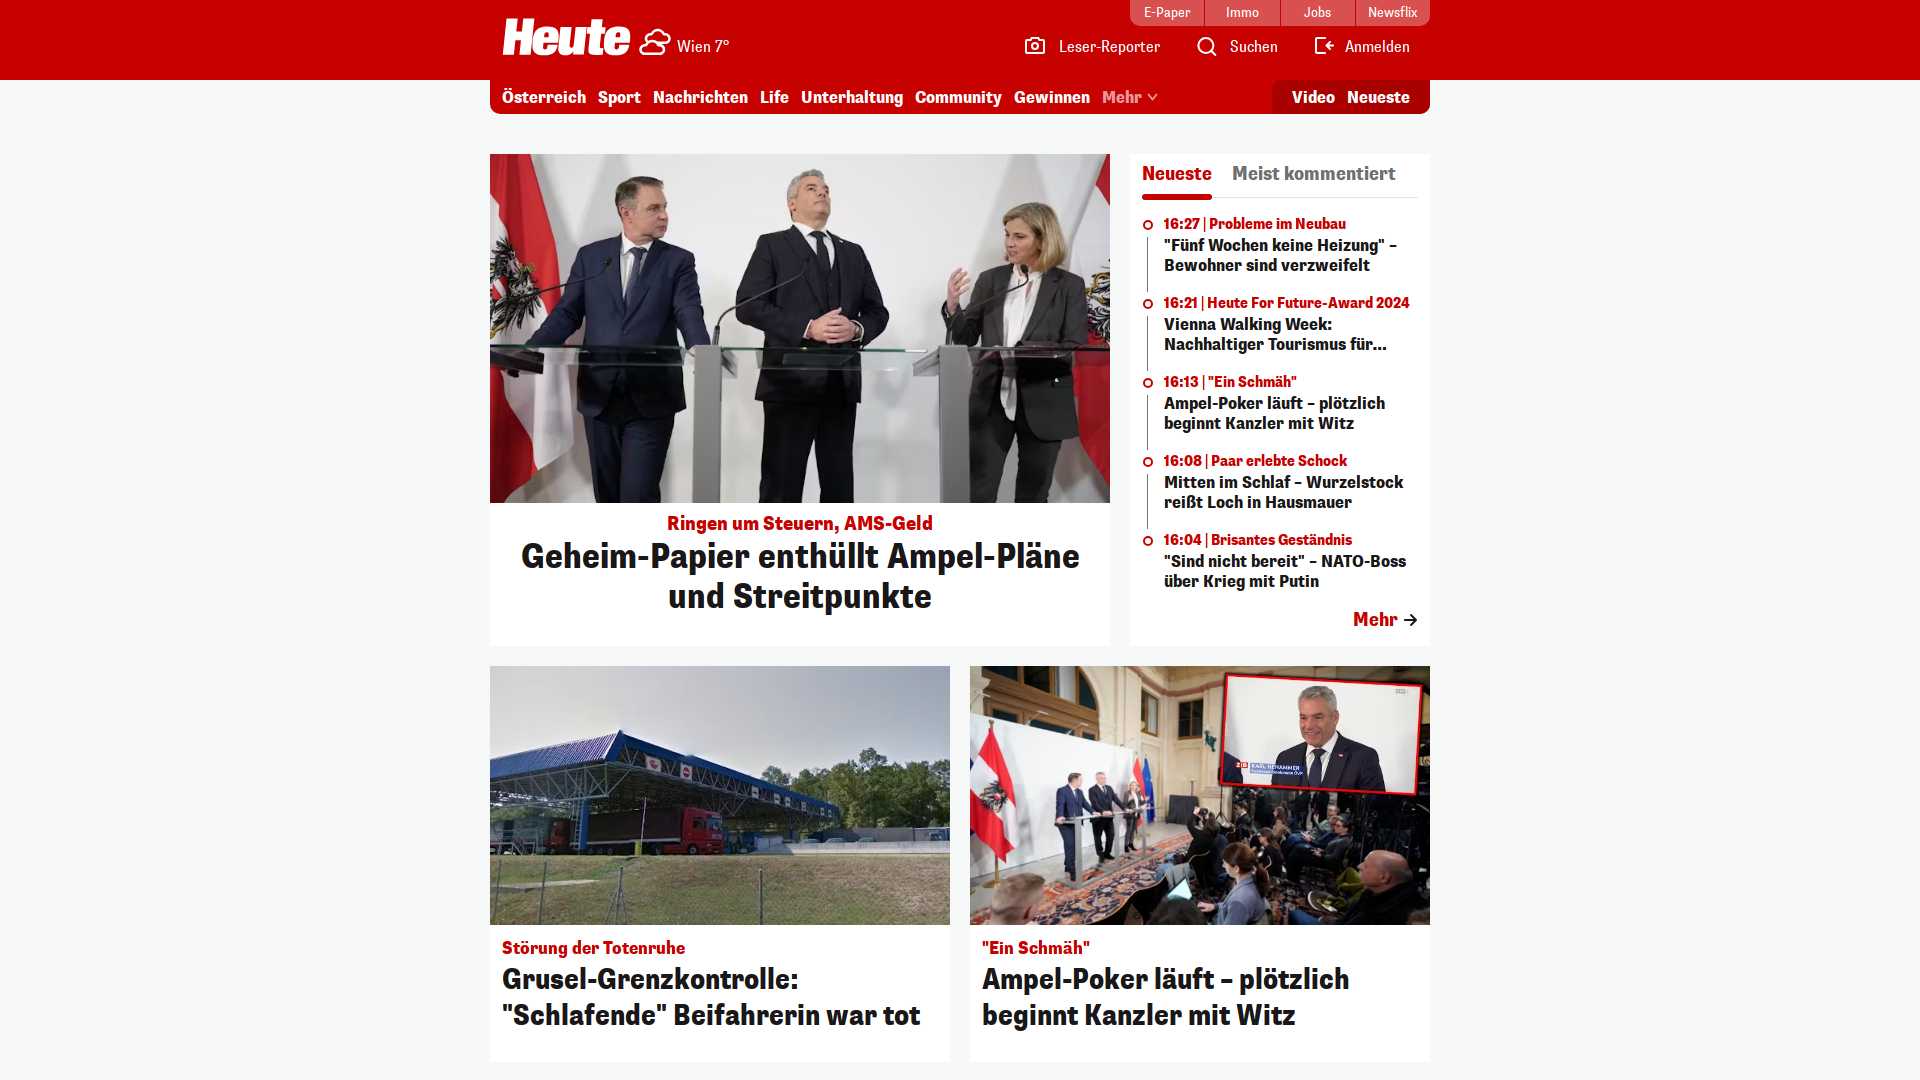 E-Paper
Immo
Jobs
Newsflix
Heute
Wien 7°
Leser-Reporter
Suchen
Anmelden
Österreich
Sport
Nachrichten
Life
Unterhaltung
Community
Gewinnen
Mehr
Video
Neueste
Ringen um Steuern, AMS-Geld
Geheim-Papier enthüllt Ampel-Pläne
und Streitpunkte
Neueste
Meist kommentiert
16:27 | Probleme im Neubau
"Fünf Wochen keine Heizung" –
Bewohner sind verzweifelt
16:21 | Heute For Future-Award 2024
Vienna Walking Week:
Nachhaltiger Tourismus für...
16:13 | "Ein Schmäh"
Ampel-Poker läuft – plötzlich
beginnt Kanzler mit Witz
16:08 | Paar erlebte Schock
Mitten im Schlaf – Wurzelstock
reißt Loch in Hausmauer
16:04 | Brisantes Geständnis
"Sind nicht bereit" – NATO-Boss
über Krieg mit Putin
Mehr
Störung der Totenruhe
Grusel-Grenzkontrolle:
"Schlafende" Beifahrerin war tot
ZIB KARL NEHAMMER
"Ein Schmäh"
Ampel-Poker läuft – plötzlich
beginnt Kanzler mit Witz